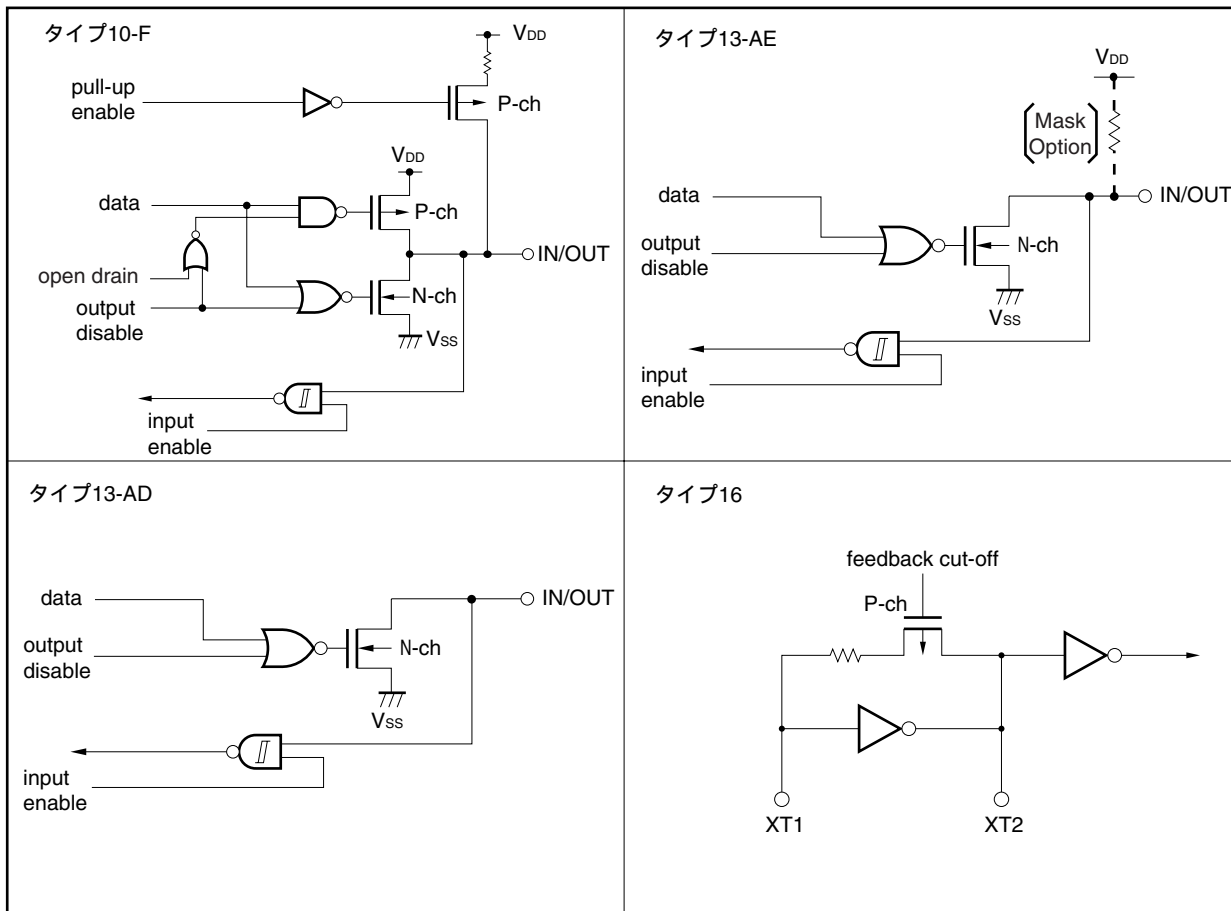 タイプ10-F
VDD
pull-up
enable
P-ch
VDD
data
P-ch
open drain
IN/OUT
output
disable
N-ch
VSS
input
enable
タイプ13-AE
VDD
Mask
Option
data
IN/OUT
output
disable
N-ch
VSS
input
enable
タイプ13-AD
data
IN/OUT
output
disable
N-ch
VSS
input
enable
タイプ16
feedback cut-off
P-ch
XT1
XT2